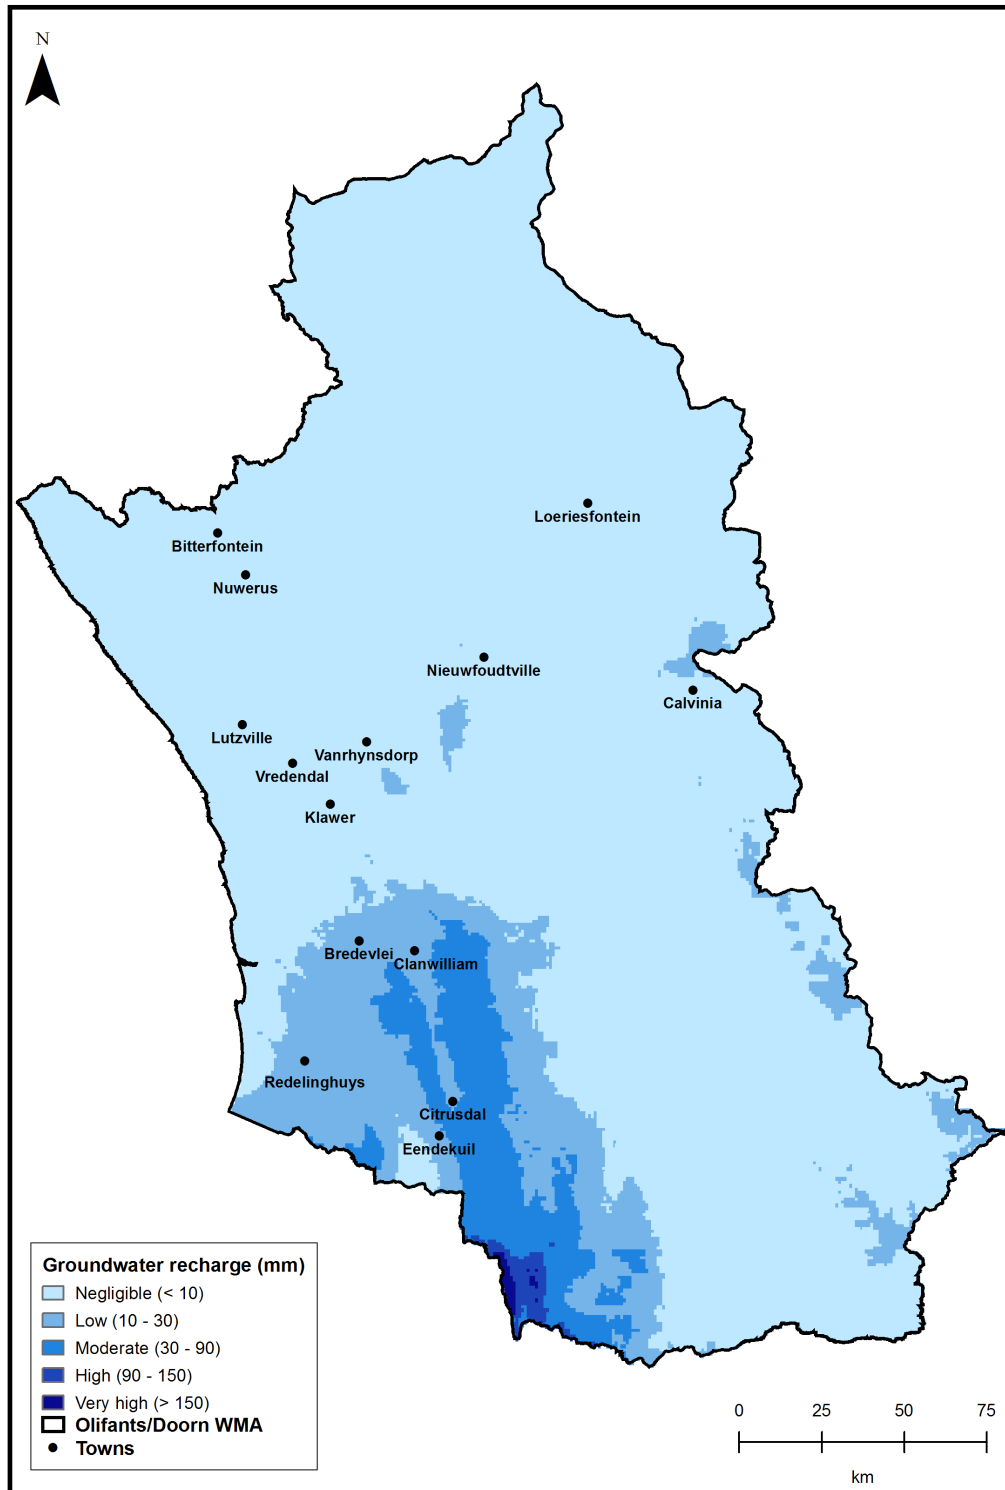 N
Loeriesfontein
Bitterfontein
Nuwerus
Nieuwfoudtville
Calvinia
Lutzville
Vanrhynsdorp
Vredendal
Klawer
Bredevlei
Clanwilliam
Redelinghuys
Citrusdal
Eendekuil
Groundwater recharge (mm)
Negligible (< 10)
Low (10 - 30)
Moderate (30 - 90)
High (90 - 150)
Very high (> 150)
Olifants/Doorn WMA
Towns
0 25 50 75
km